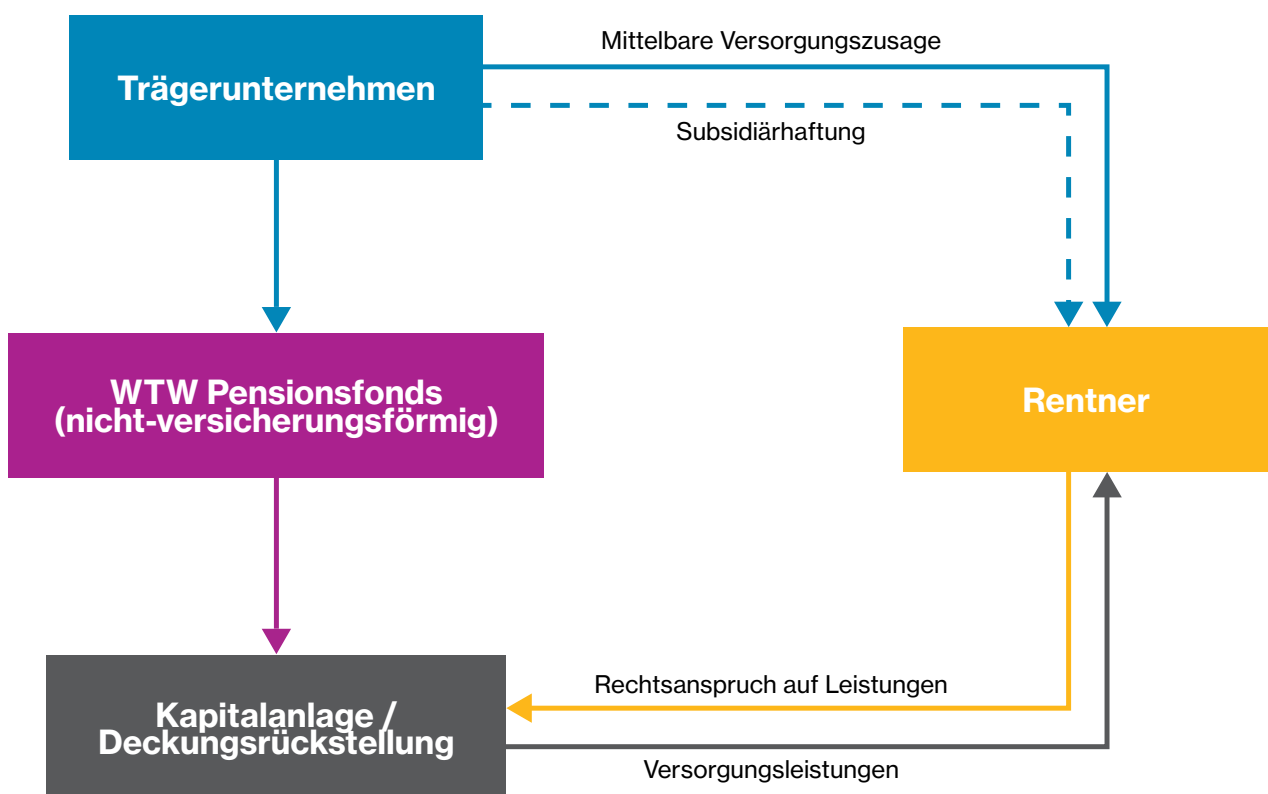 Mittelbare Versorgungszusage
Trägerunternehmen
Subsidiärhaftung
WTW Pensionsfonds
(nicht-versicherungsförmig)
Rentner
Rechtsanspruch auf Leistungen
Kapitalanlage /
Deckungsrückstellung
Versorgungsleistungen